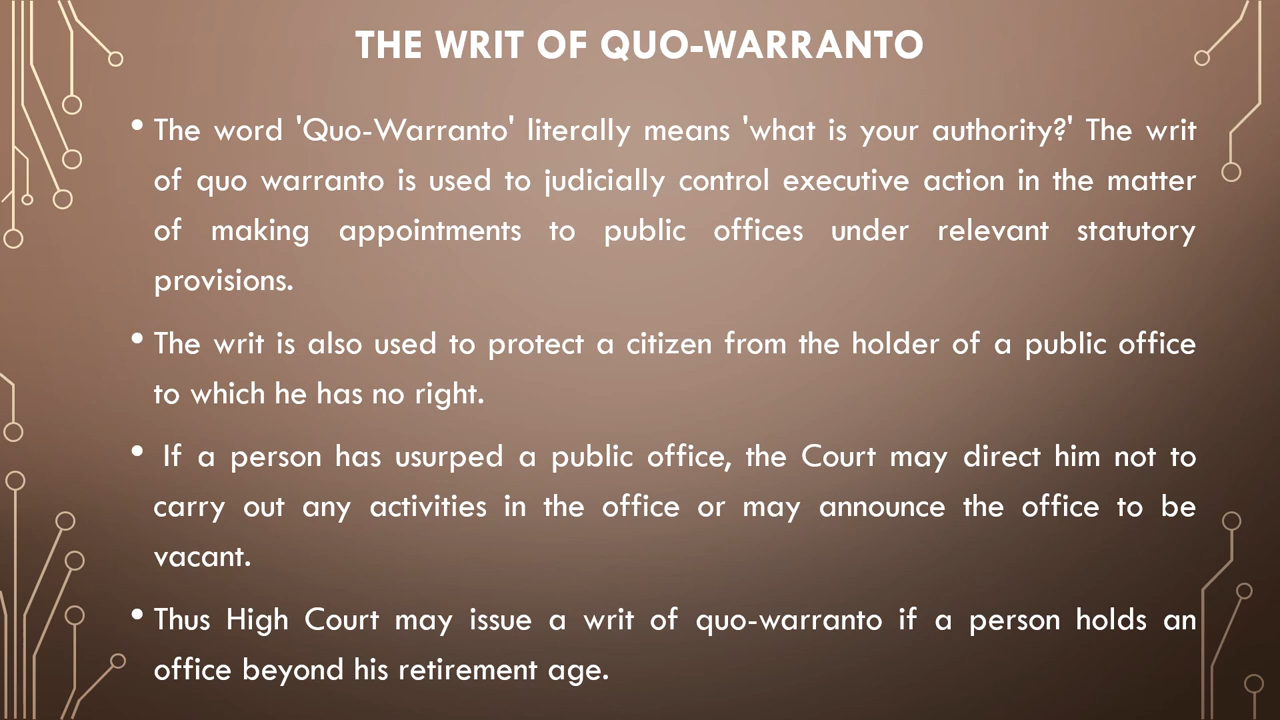 THE WRIT OF QUO-WARRANTO
• The word 'Quo-Warranto' literally means 'what is your authority?' The writ
of quo warranto is used to judicially control executive action in the matter
of making appointments to public offices under relevant statutory
provisions.
• The writ is also used to protect a citizen from the holder of a public office
to which he has no right.
• If a person has usurped a public office, the Court may direct him not to
carry out any activities in the office or may announce the office to be
vacant.
• Thus High Court may issue a writ of quo-warranto if a person holds an
office beyond his retirement age.